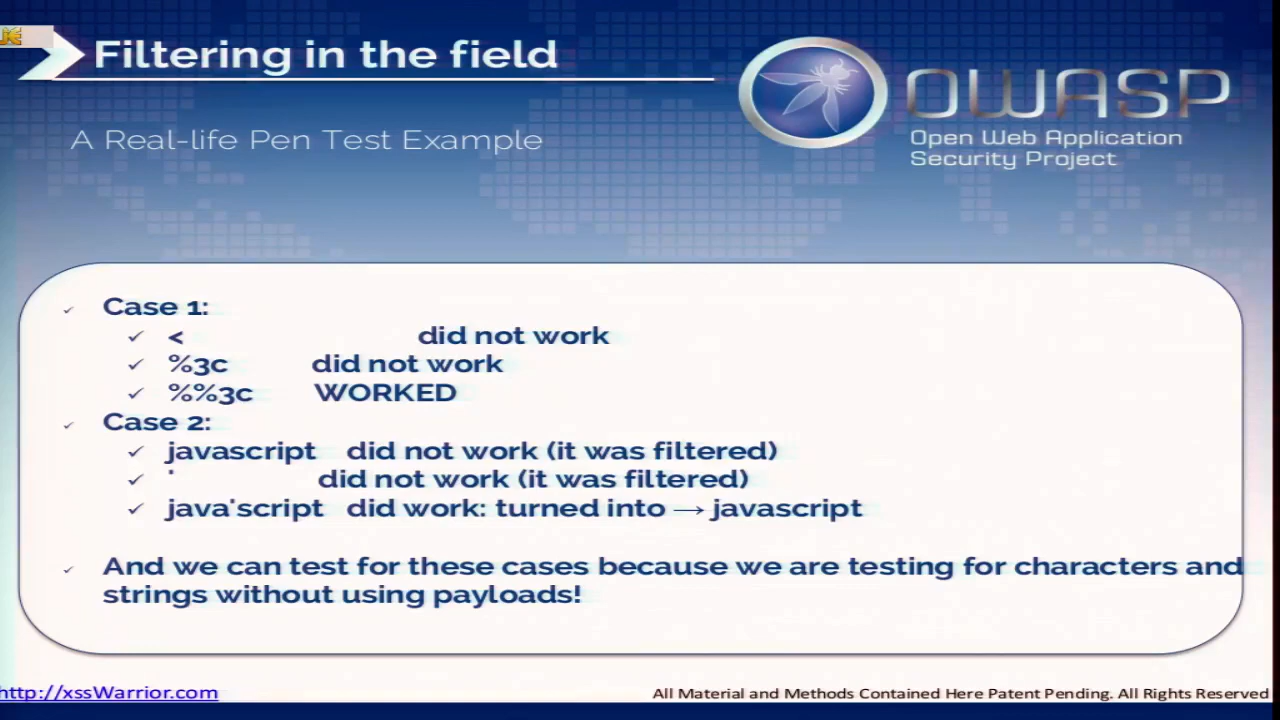 Filtering in the field
A Real-life Pen Test Example
OWASP
Open Web Application
Security Project
Case 1:
< did not work
%3c did not work
%%3c WORKED
Case 2:
javascript did not work (it was filtered)
' did not work (it was filtered)
java'script did work: turned into → javascript
And we can test for these cases because we are testing for characters and
strings without using payloads!
http://xssWarrior.com
All Material and Methods Contained Here Patent Pending. All Rights Reserved